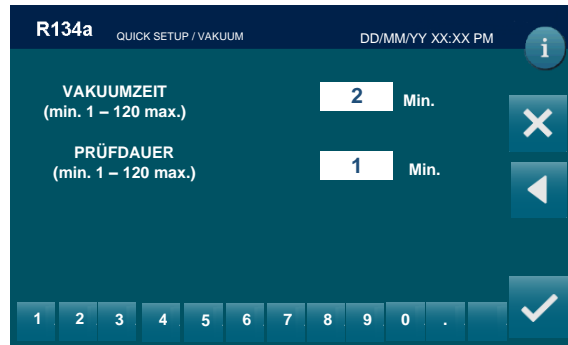 R134a QUICK SETUP / VAKUUM DD/MM/YY XX:XX PM
i
VAKUUMZEIT
(min. 1 – 120 max.)
2 Min.
PRÜFDAUER
(min. 1 – 120 max.)
1 Min.
1 2 3 4 5 6 7 8 9 0 .